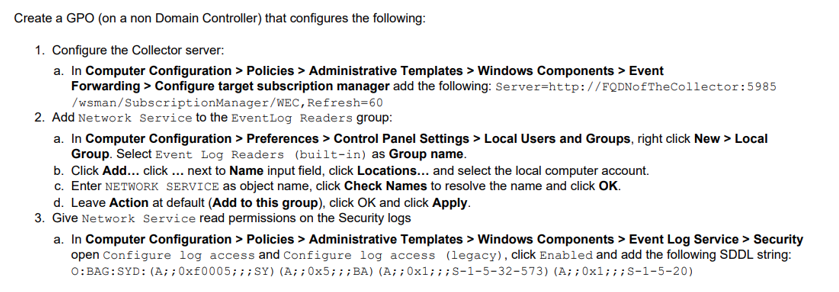 Create a GPO (on a non Domain Controller) that configures the following:
1. Configure the Collector server:
a. In Computer Configuration > Policies > Administrative Templates > Windows Components > Event
Forwarding > Configure target subscription manager add the following: Server=http://FQDNofTheCollector:5985
/wsman/SubscriptionManager/WEC,Refresh=60
2. Add Network Service to the EventLog Readers group:
a. In Computer Configuration > Preferences > Control Panel Settings > Local Users and Groups, right click New > Local
Group. Select Event Log Readers (built-in) as Group name.
b. Click Add... click ... next to Name input field, click Locations... and select the local computer account.
c. Enter NETWORK SERVICE as object name, click Check Names to resolve the name and click OK.
d. Leave Action at default (Add to this group), click OK and click Apply.
3. Give Network Service read permissions on the Security logs
a. In Computer Configuration > Policies > Administrative Templates > Windows Components > Event Log Service > Security
open Configure log access and Configure log access (legacy), click Enabled and add the following SDDL string:
O:BAG:SYD:(A;;0xf0005;;;SY)(A;;0x5;;;BA)(A;;0x1;;;S-1-5-32-573)(A;;0x1;;;S-1-5-20)